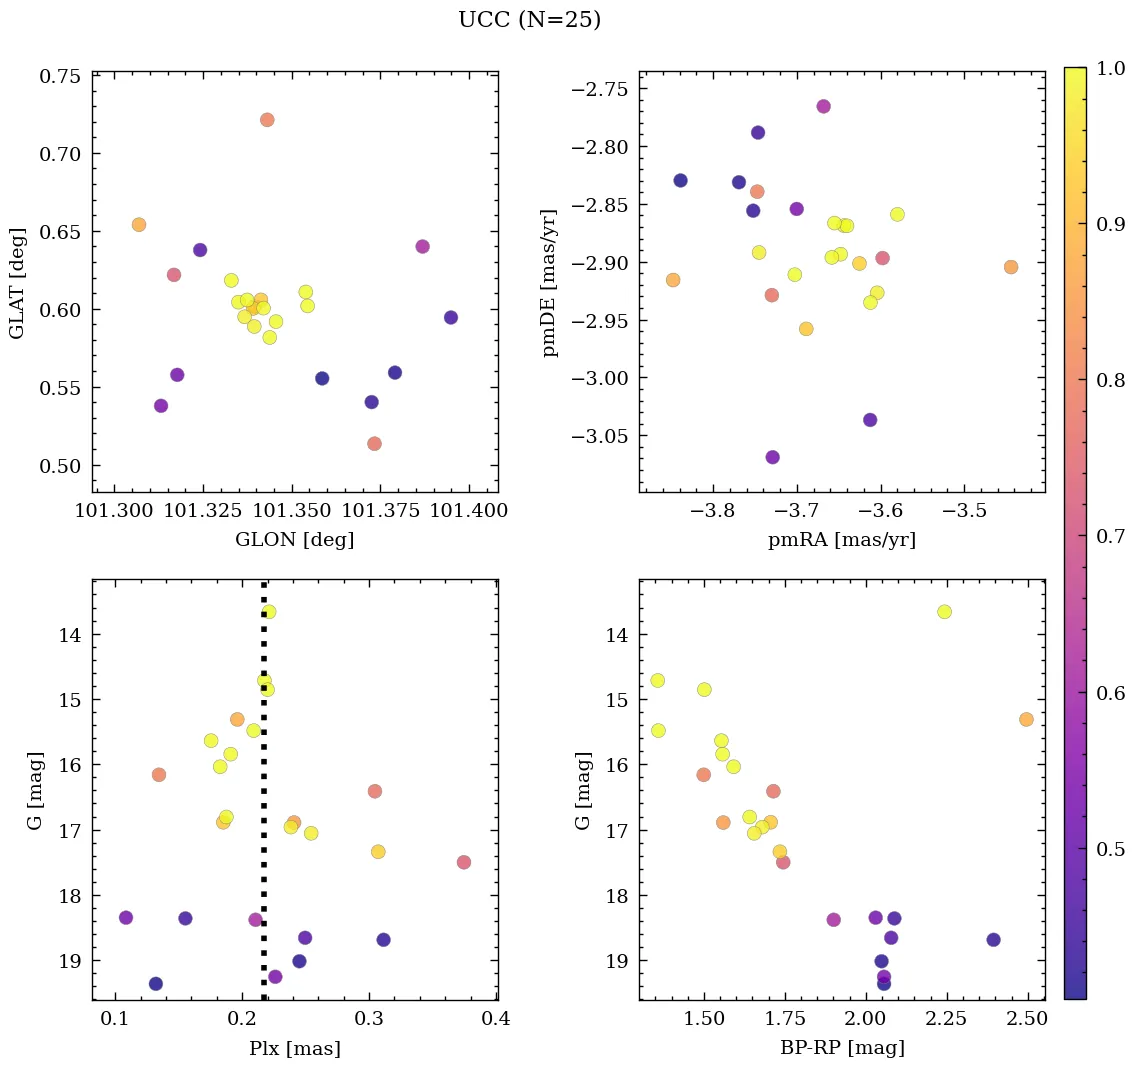 UCC (N=25)
0.75
0.70
0.65
0.60
0.55
0.50
GLAT [deg]
101.300 101.325 101.350 101.375 101.400
GLON [deg]
−2.75
−2.80
−2.85
−2.90
−2.95
−3.00
−3.05
pmDE [mas/yr]
−3.8 −3.7 −3.6 −3.5
pmRA [mas/yr]
14
15
16
17
18
19
G [mag]
0.1 0.2 0.3 0.4
Plx [mas]
14
15
16
17
18
19
G [mag]
1.50 1.75 2.00 2.25 2.50
BP-RP [mag]
1.0
0.9
0.8
0.7
0.6
0.5